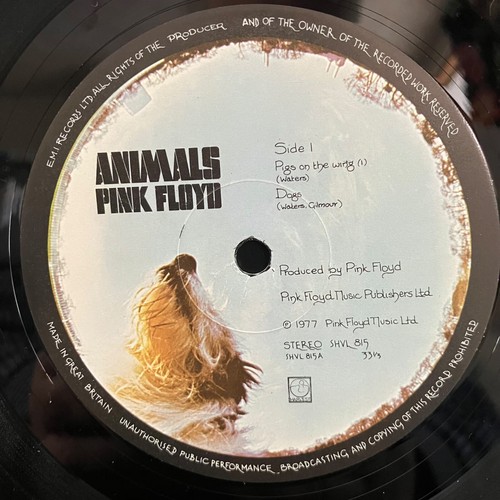 E.M.I RECORDS LTD. ALL RIGHTS OF THE PRODUCER AND OF THE OWNER OF THE RECORDED WORK RESERVED
ANIMALS
PINK FLOYD
Side 1
Pigs on the wing (1)
(Waters)
Dogs
(Waters, Gilmour)
Produced by Pink Floyd
Pink Floyd Music Publishers Ltd.
© 1977 Pink Floyd Music Ltd.
STEREO SHVL 815
SHVL 815A 33⅓
MADE IN GREAT BRITAIN UNAUTHORISED PUBLIC PERFORMANCE, BROADCASTING AND COPYING OF THIS RECORD PROHIBITED